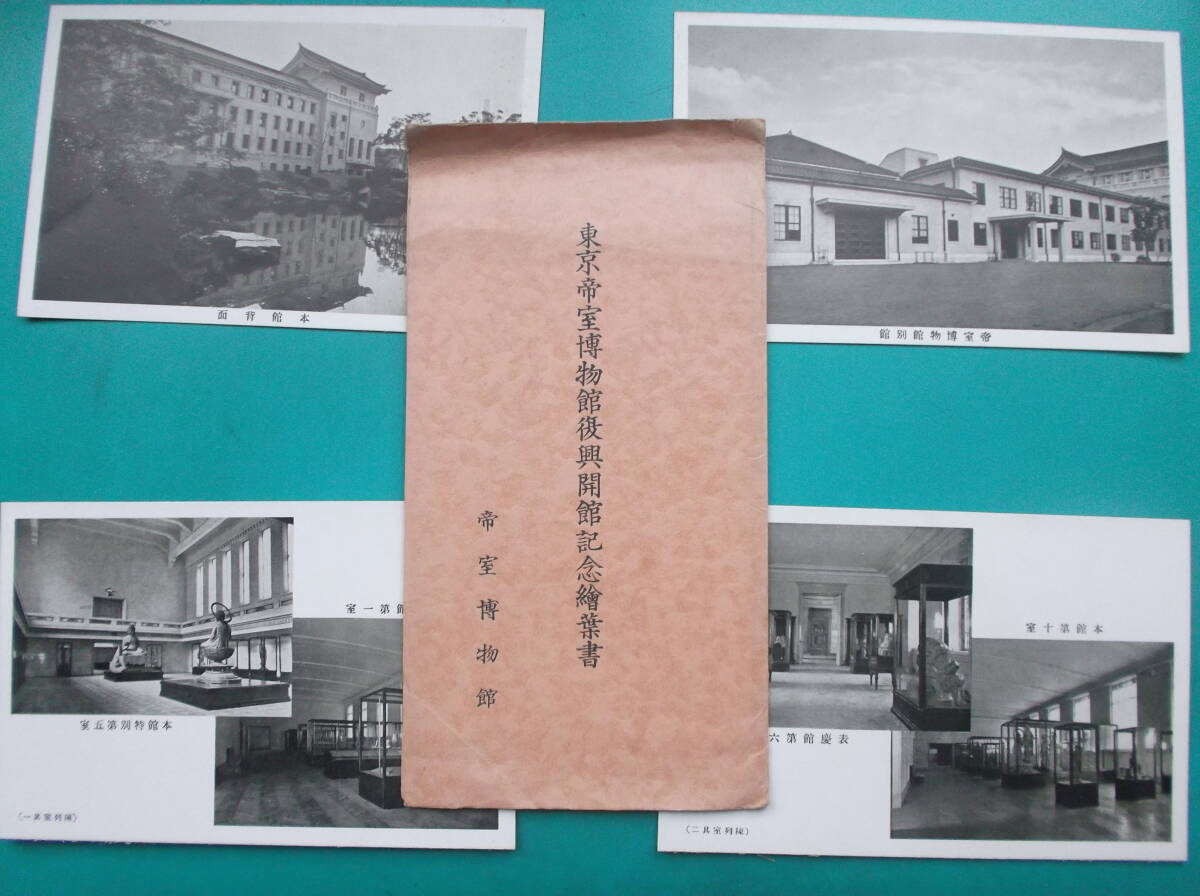 東京帝室博物館復興開館記念繪葉書
帝室博物館
面背館本
館別館物博室帝
室一第館
室五第別特館本
(一其室列陳)
室十第館本
六第館慶表
(二其室列陳)